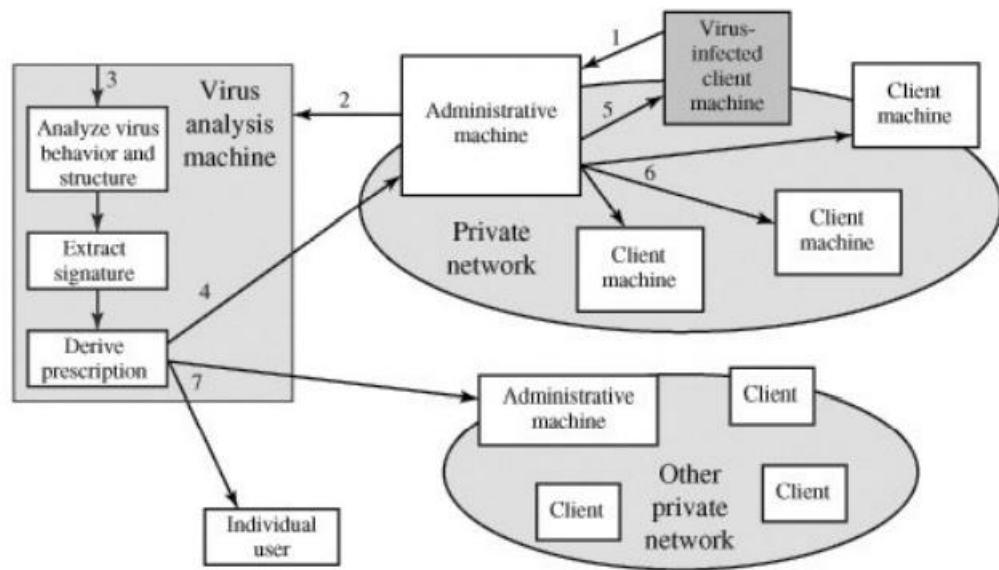 1
Virus-
infected
client
machine
3
Virus
analysis
machine
2
Administrative
machine
5
Client
machine
Analyze virus
behavior and
structure
6
Private
network
Client
machine
Client
machine
Extract
signature
4
Derive
prescription
7
Administrative
machine
Client
Other
private
network
Client
Client
Individual
user